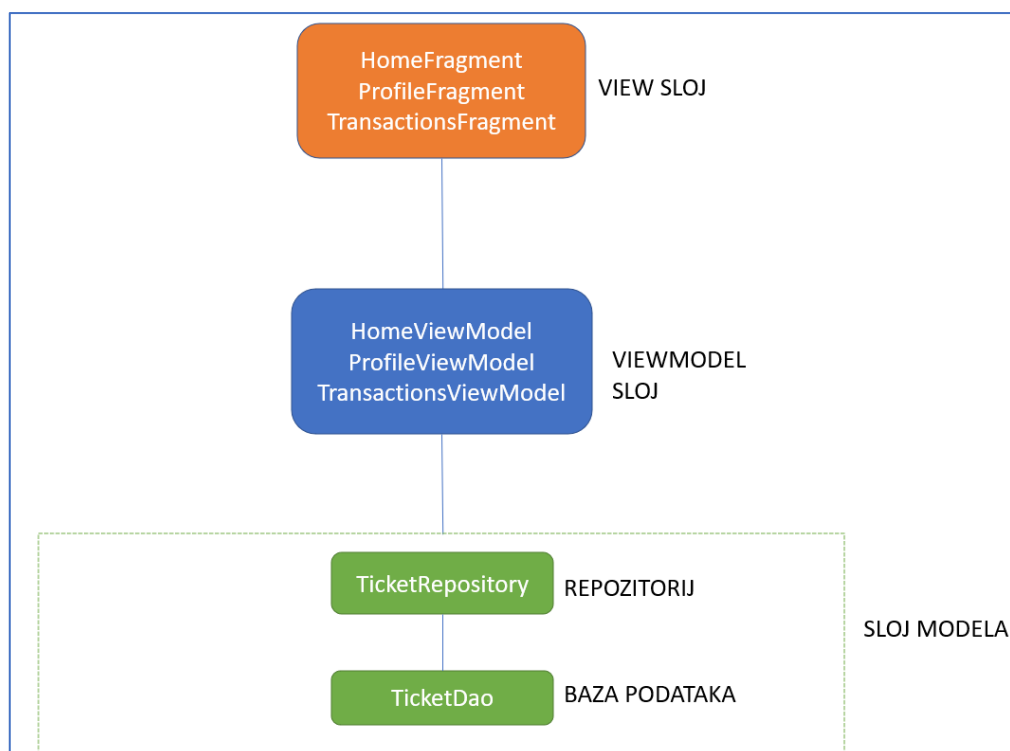 HomeFragment
ProfileFragment
TransactionsFragment
VIEW SLOJ
HomeViewModel
ProfileViewModel
TransactionsViewModel
VIEWMODEL
SLOJ
TicketRepository
REPOZITORIJ
SLOJ MODELA
TicketDao
BAZA PODATAKA